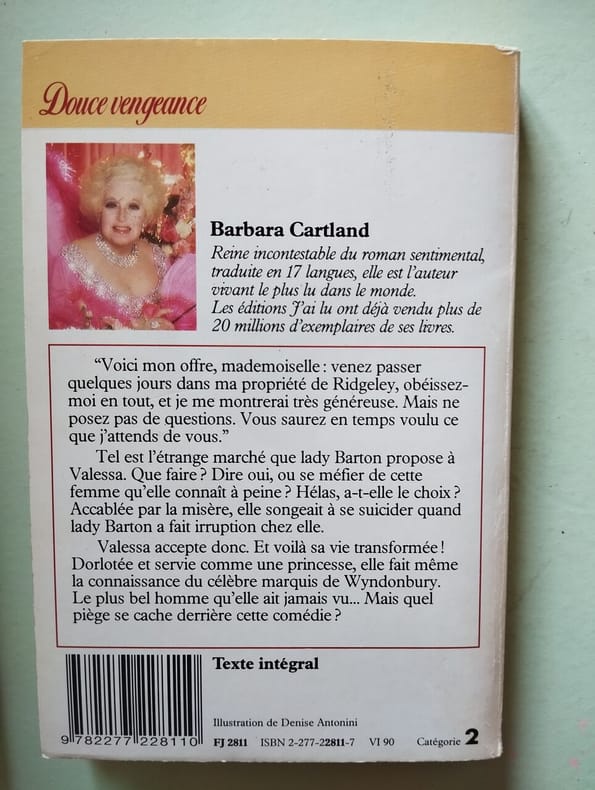 Douce vengeance
Barbara Cartland
Reine incontestable du roman sentimental,
traduite en 17 langues, elle est l'auteur
vivant le plus lu dans le monde.
Les éditions J'ai lu ont déjà vendu plus de
20 millions d'exemplaires de ses livres.
“Voici mon offre, mademoiselle : venez passer
quelques jours dans ma propriété de Ridgeley, obéissez-
moi en tout, et je me montrerai très généreuse. Mais ne
posez pas de questions. Vous saurez en temps voulu ce
que j'attends de vous.”
Tel est l'étrange marché que lady Barton propose à
Valessa. Que faire ? Dire oui, ou se méfier de cette
femme qu'elle connaît à peine ? Hélas, a-t-elle le choix ?
Accablée par la misère, elle songeait à se suicider quand
lady Barton a fait irruption chez elle.
Valessa accepte donc. Et voilà sa vie transformée !
Dorlotée et servie comme une princesse, elle fait même
la connaissance du célèbre marquis de Wyndonbury.
Le plus bel homme qu'elle ait jamais vu... Mais quel
piège se cache derrière cette comédie ?
Texte intégral
Illustration de Denise Antonini
9 782277 228110 FJ 2811 ISBN 2-277-22811-7 VI 90 Catégorie 2